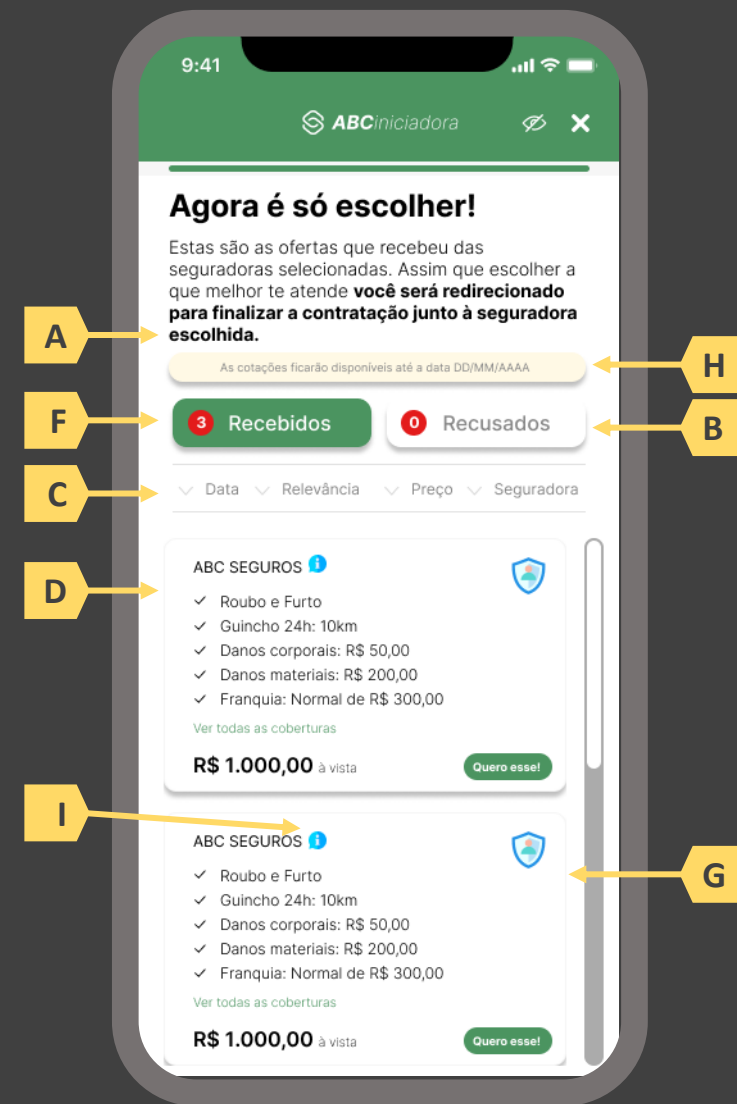 9:41
ABCiniciadora
Agora é só escolher!
Estas são as ofertas que recebeu das
seguradoras selecionadas. Assim que escolher a
que melhor te atende você será redirecionado
para finalizar a contratação junto à seguradora
escolhida.
A
As cotações ficarão disponíveis até a data DD/MM/AAAA
H
F
3 Recebidos
0 Recusados
B
C
Data Relevância Preço Seguradora
D
ABC SEGUROS i
Roubo e Furto
Guincho 24h: 10km
Danos corporais: R$ 50,00
Danos materiais: R$ 200,00
Franquia: Normal de R$ 300,00
Ver todas as coberturas
R$ 1.000,00 à vista
Quero esse!
I
ABC SEGUROS i
G
Roubo e Furto
Guincho 24h: 10km
Danos corporais: R$ 50,00
Danos materiais: R$ 200,00
Franquia: Normal de R$ 300,00
Ver todas as coberturas
R$ 1.000,00 à vista
Quero esse!